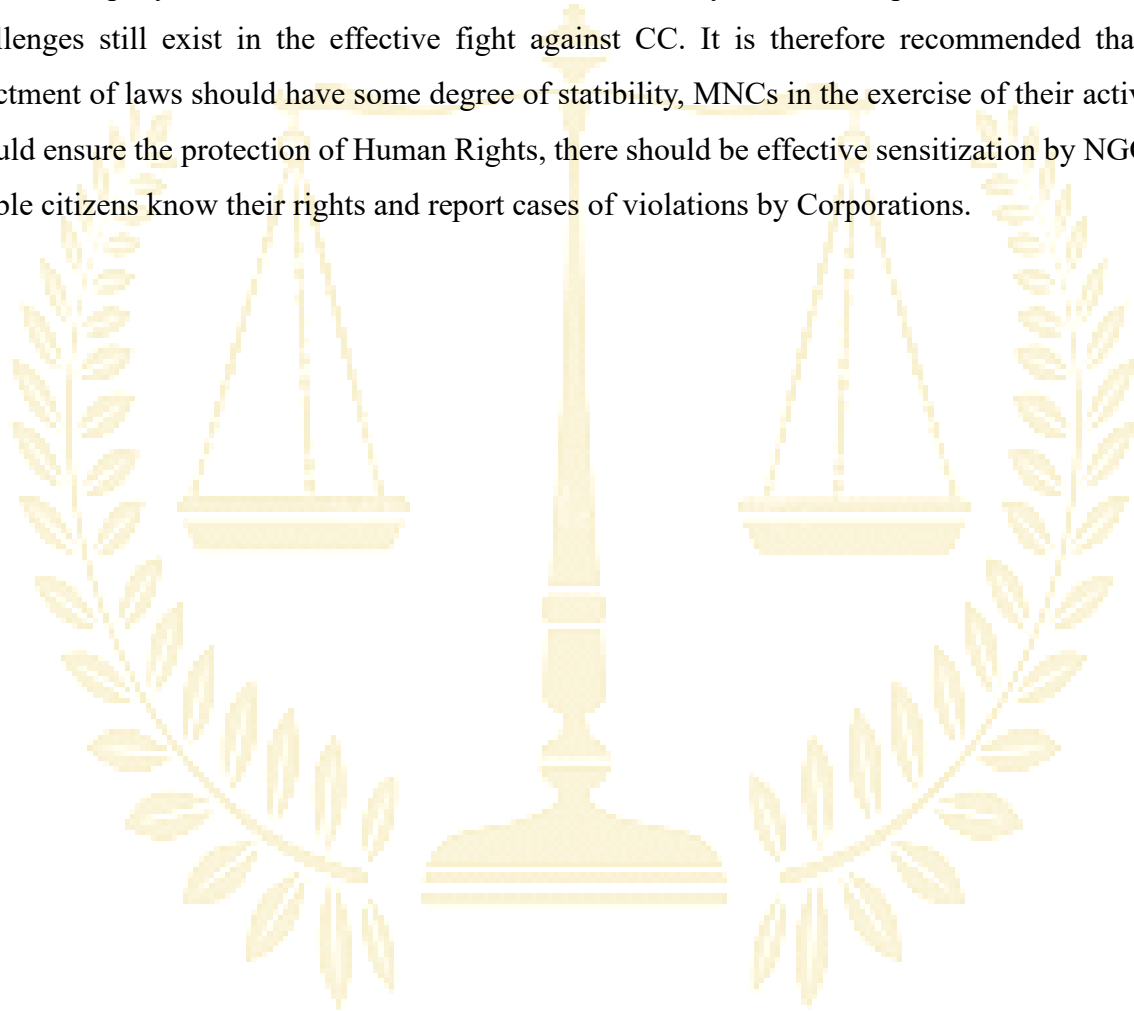 llenges still exist in the effective fight against CC. It is therefore recommended tha
ctment of laws should have some degree of statibility, MNCs in the exercise of their activ
uld ensure the protection of Human Rights, there should be effective sensitization by NG
ble citizens know their rights and report cases of violations by Corporations.